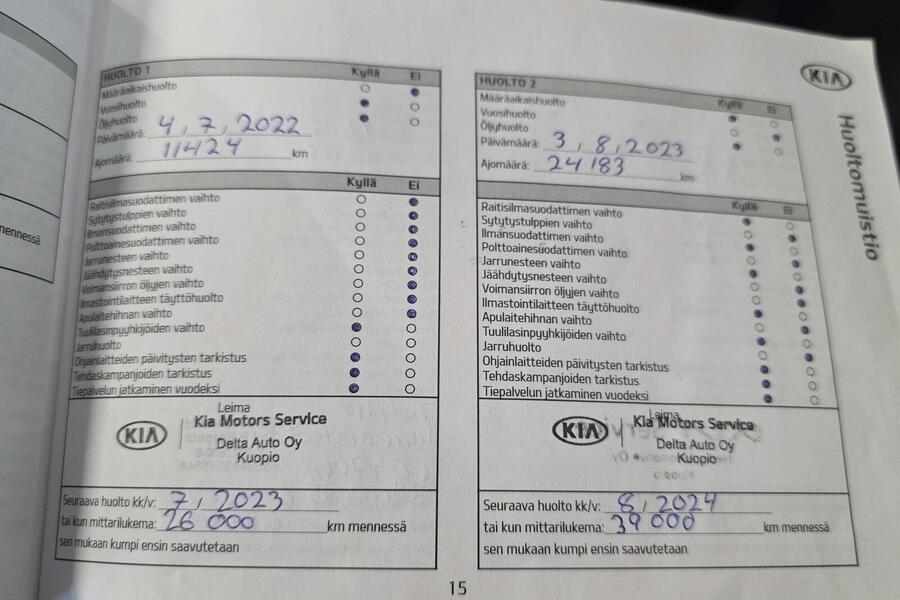 HUOLTO 1
Kyllä Ei
Määräaikaishuolto
Vuosihuolto
Öljyhuolto
Päivämäärä: 4, 7, 2022
Ajomäärä: 11424 km
Kyllä Ei
Raitisilmasuodattimen vaihto
Sytytystulppien vaihto
Ilmansuodattimen vaihto
Polttoainesuodattimen vaihto
Jarrunesteen vaihto
Jäähdytysnesteen vaihto
Voimansiirron öljyjen vaihto
Ilmastointilaitteen täyttöhuolto
Apulaitehihnan vaihto
Tuulilasinpyyhkijöiden vaihto
Jarruhuolto
Ohjainlaitteiden päivitysten tarkistus
Tehdaskampanjoiden tarkistus
Tiepalvelun jatkaminen vuodeksi
Leima
KIA
Kia Motors Service
Delta Auto Oy
Kuopio
Seuraava huolto kk/v: 7, 2023
tai kun mittarilukema: 26 000 km mennessä
sen mukaan kumpi ensin saavutetaan
HUOLTO 2
Kyllä Ei
Määräaikaishuolto
Vuosihuolto
Öljyhuolto
Päivämäärä: 3, 8, 2023
Ajomäärä: 24183 km
Kyllä Ei
Raitisilmasuodattimen vaihto
Sytytystulppien vaihto
Ilmansuodattimen vaihto
Polttoainesuodattimen vaihto
Jarrunesteen vaihto
Jäähdytysnesteen vaihto
Voimansiirron öljyjen vaihto
Ilmastointilaitteen täyttöhuolto
Apulaitehihnan vaihto
Tuulilasinpyyhkijöiden vaihto
Jarruhuolto
Ohjainlaitteiden päivitysten tarkistus
Tehdaskampanjoiden tarkistus
Tiepalvelun jatkaminen vuodeksi
Leima
KIA
Kia Motors Service
Delta Auto Oy
Kuopio
Seuraava huolto kk/v: 8, 2024
tai kun mittarilukema: 39 000 km mennessä
sen mukaan kumpi ensin saavutetaan
KIA
Huoltomuistio
mennessä
15